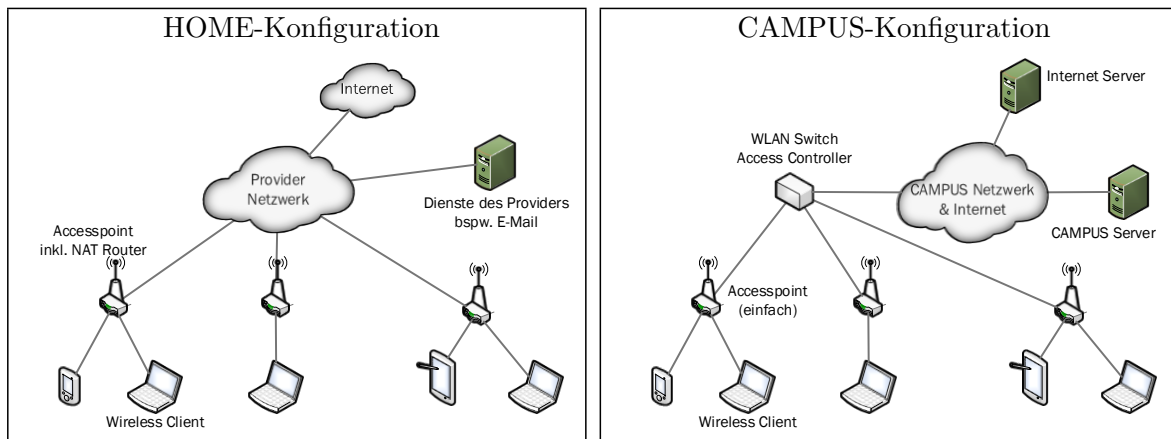 HOME-Konfiguration
Internet
Provider
Netzwerk
Dienste des Providers
bspw. E-Mail
Accesspoint
inkl. NAT Router
Wireless Client
CAMPUS-Konfiguration
Internet Server
WLAN Switch
Access Controller
CAMPUS Netzwerk
& Internet
CAMPUS Server
Accesspoint
(einfach)
Wireless Client